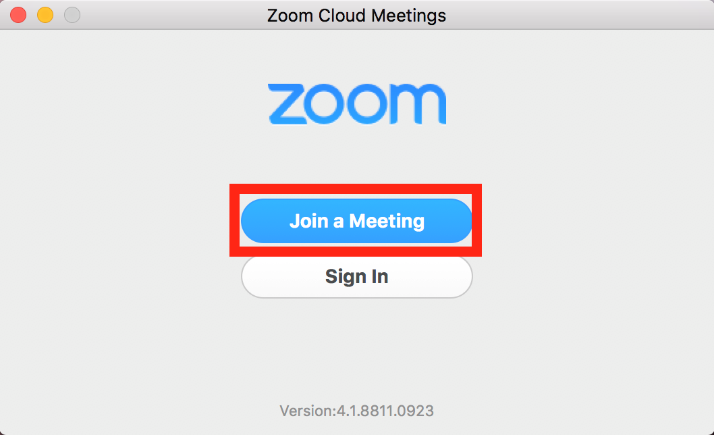 Zoom Cloud Meetings
zoom
Join a Meeting
Sign In
Version:4.1.8811.0923